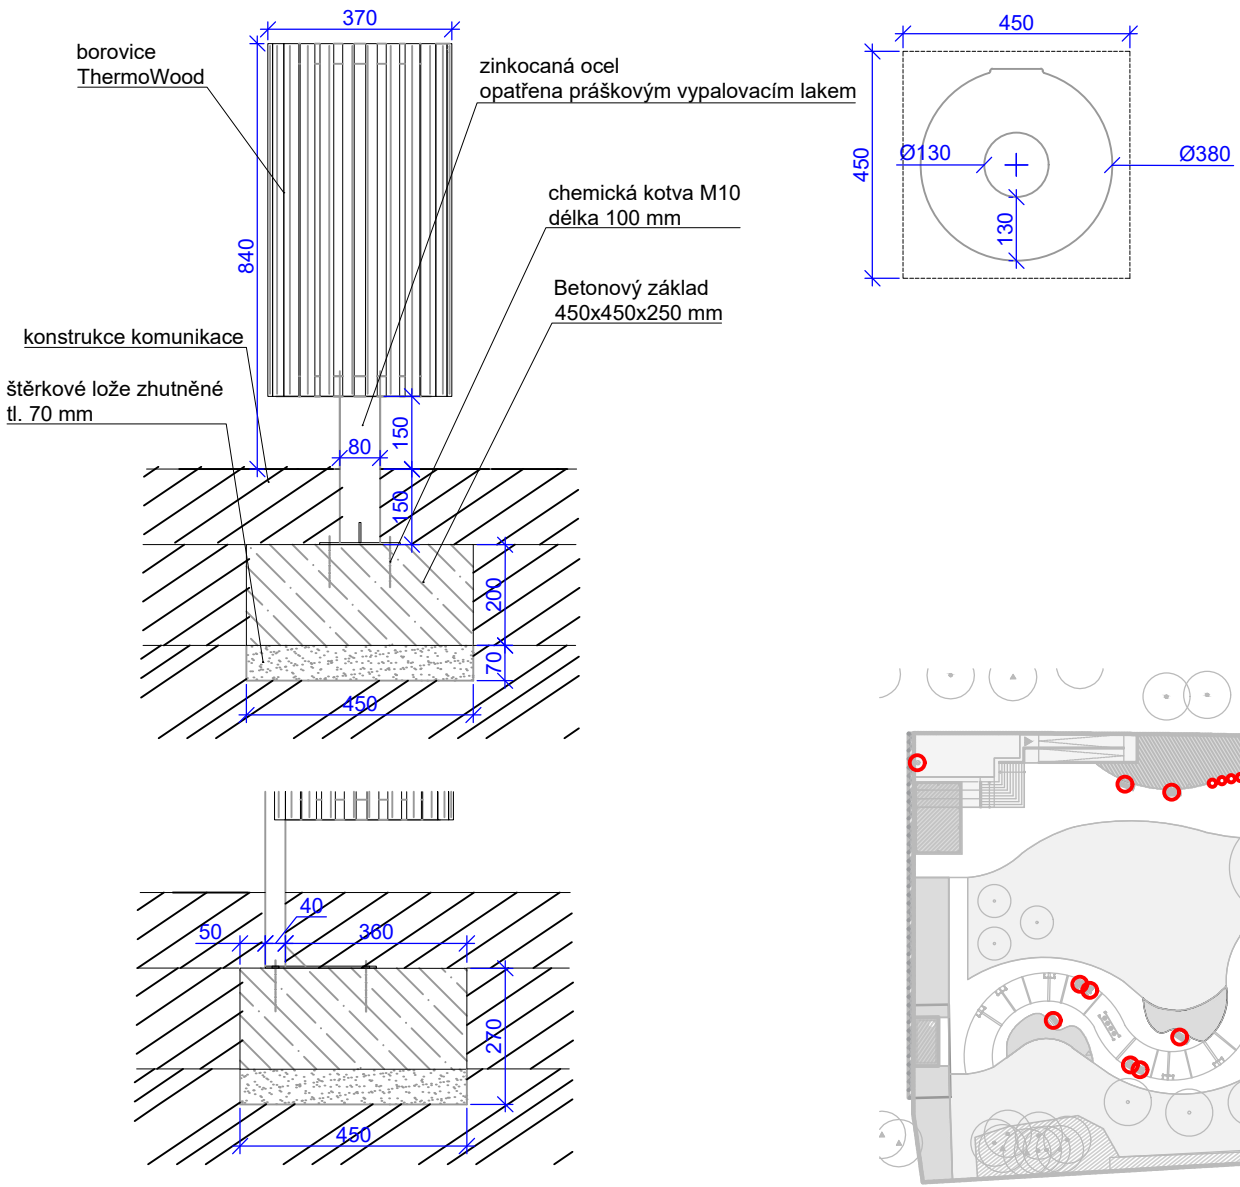 370
borovice
ThermoWood
zinkocaná ocel
opatřena práškovým vypalovacím lakem
840
chemická kotva M10
délka 100 mm
Betonový základ
450x450x250 mm
konstrukce komunikace
štěrkové lože zhutněné
tl. 70 mm
80
150
150
200
70
450
450
450
Ø130
Ø380
130
50
40
360
270
450